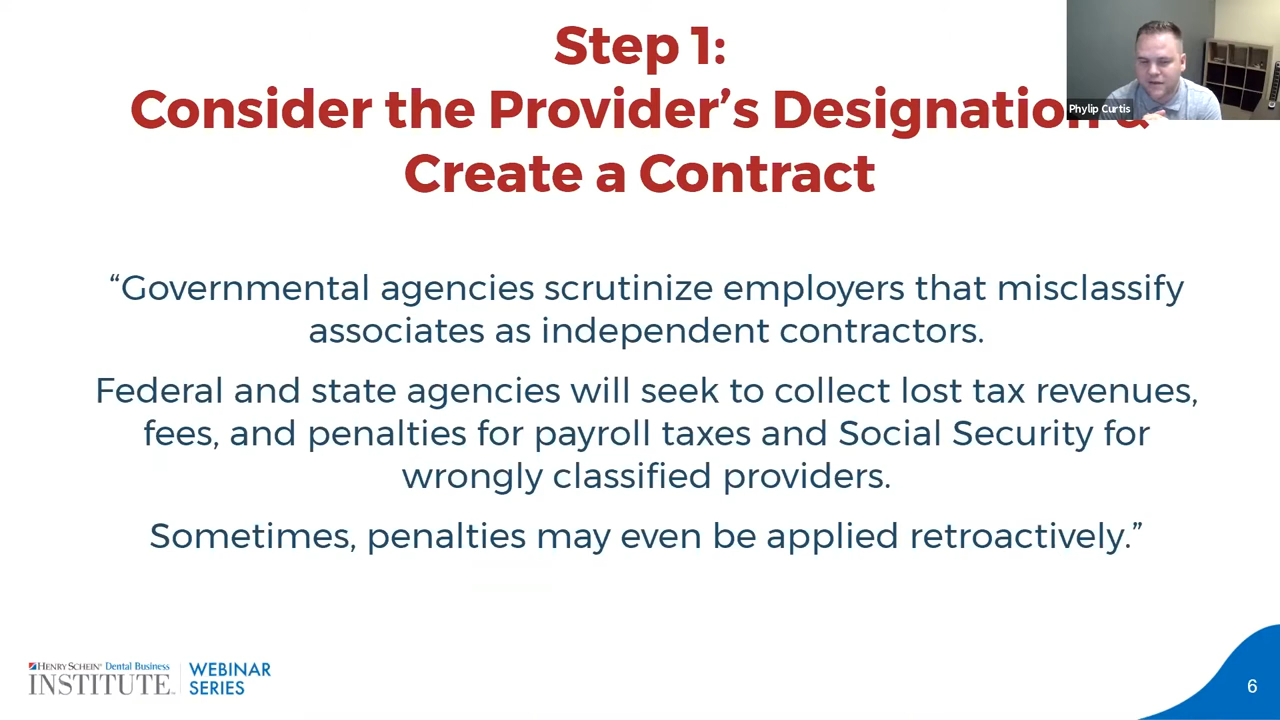 Step 1:
Consider the Provider’s Designation &
Create a Contract
Phylip Curtis
“Governmental agencies scrutinize employers that misclassify
associates as independent contractors.
Federal and state agencies will seek to collect lost tax revenues,
fees, and penalties for payroll taxes and Social Security for
wrongly classified providers.
Sometimes, penalties may even be applied retroactively.”
HENRY SCHEIN® Dental Business
INSTITUTE™
WEBINAR
SERIES
6